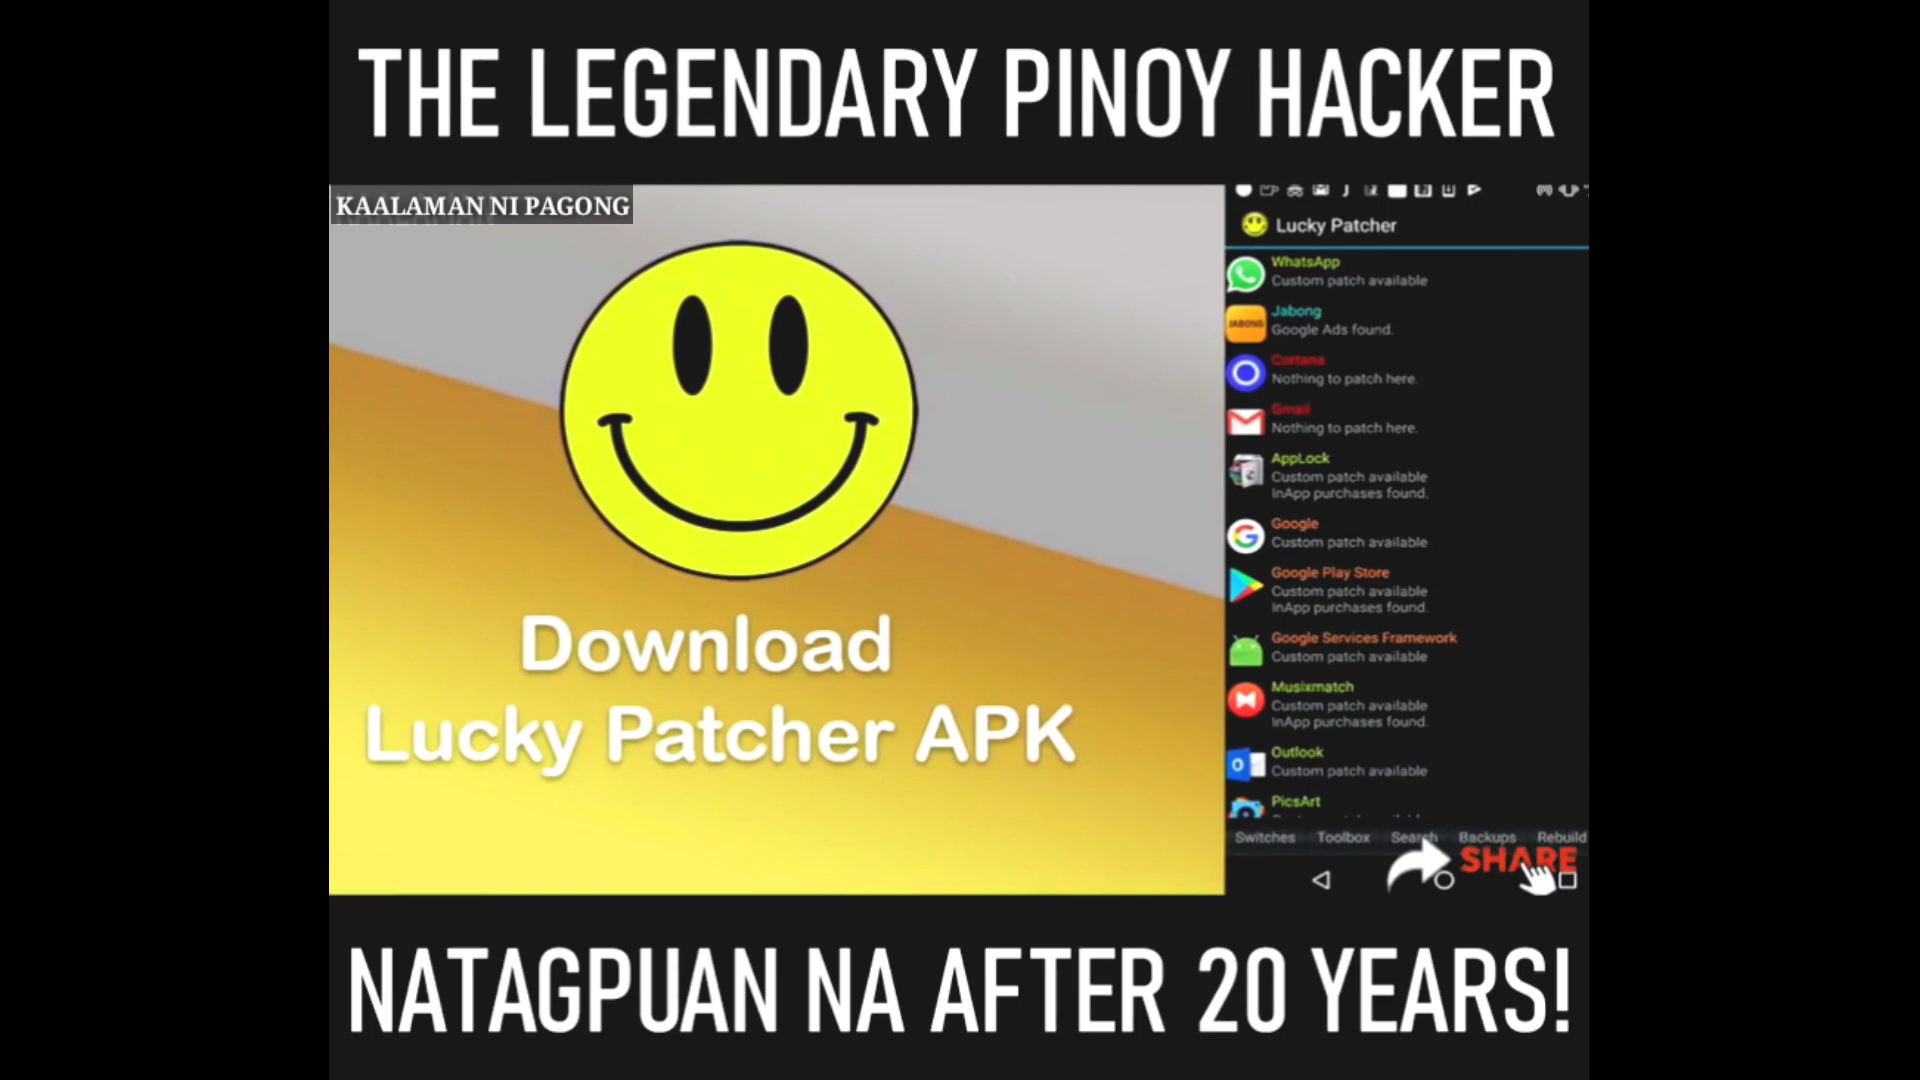 THE LEGENDARY PINOY HACKER
KAALAMAN NI PAGONG
Download
Lucky Patcher APK
Lucky Patcher
WhatsApp
Custom patch available
JABONG
Jabong
Google Ads found.
Cortana
Nothing to patch here.
Gmail
Nothing to patch here.
AppLock
Custom patch available
InApp purchases found.
Google
Custom patch available
Google Play Store
Custom patch available
InApp purchases found.
Google Services Framework
Custom patch available
Musixmatch
Custom patch available
InApp purchases found.
Outlook
Custom patch available
PicsArt
Switches Toolbox Search Backups Rebuild
SHARE
NATAGPUAN NA AFTER 20 YEARS!